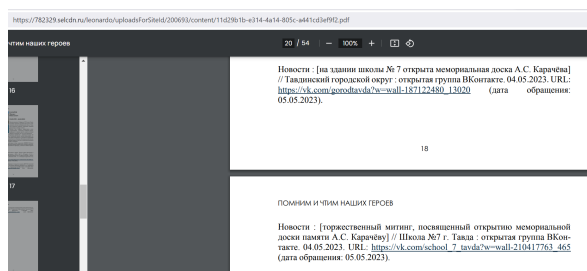 https://782329.selcdn.ru/leonardo/uploadsForSiteId/200693/content/11d29b1b-e314-4a14-805c-a441cd3ef9f2.pdf
чтим наших героев
20 / 54 | − 100% +
16
17
Новости : [на здании школы № 7 открыта мемориальная доска А.С. Карачёва]
// Тавдинский городской округ : открытая группа ВКонтакте. 04.05.2023. URL:
https://vk.com/gorodtavda?w=wall-187122480_13020 (дата обращения:
05.05.2023).
18
ПОМНИМ И ЧТИМ НАШИХ ГЕРОЕВ
Новости : [торжественный митинг, посвященный открытию мемориальной
доски памяти А.С. Карачёву] // Школа №7 г. Тавда : открытая группа ВКон-
такте. 04.05.2023. URL: https://vk.com/school_7_tavda?w=wall-210417763_465
(дата обращения: 05.05.2023).